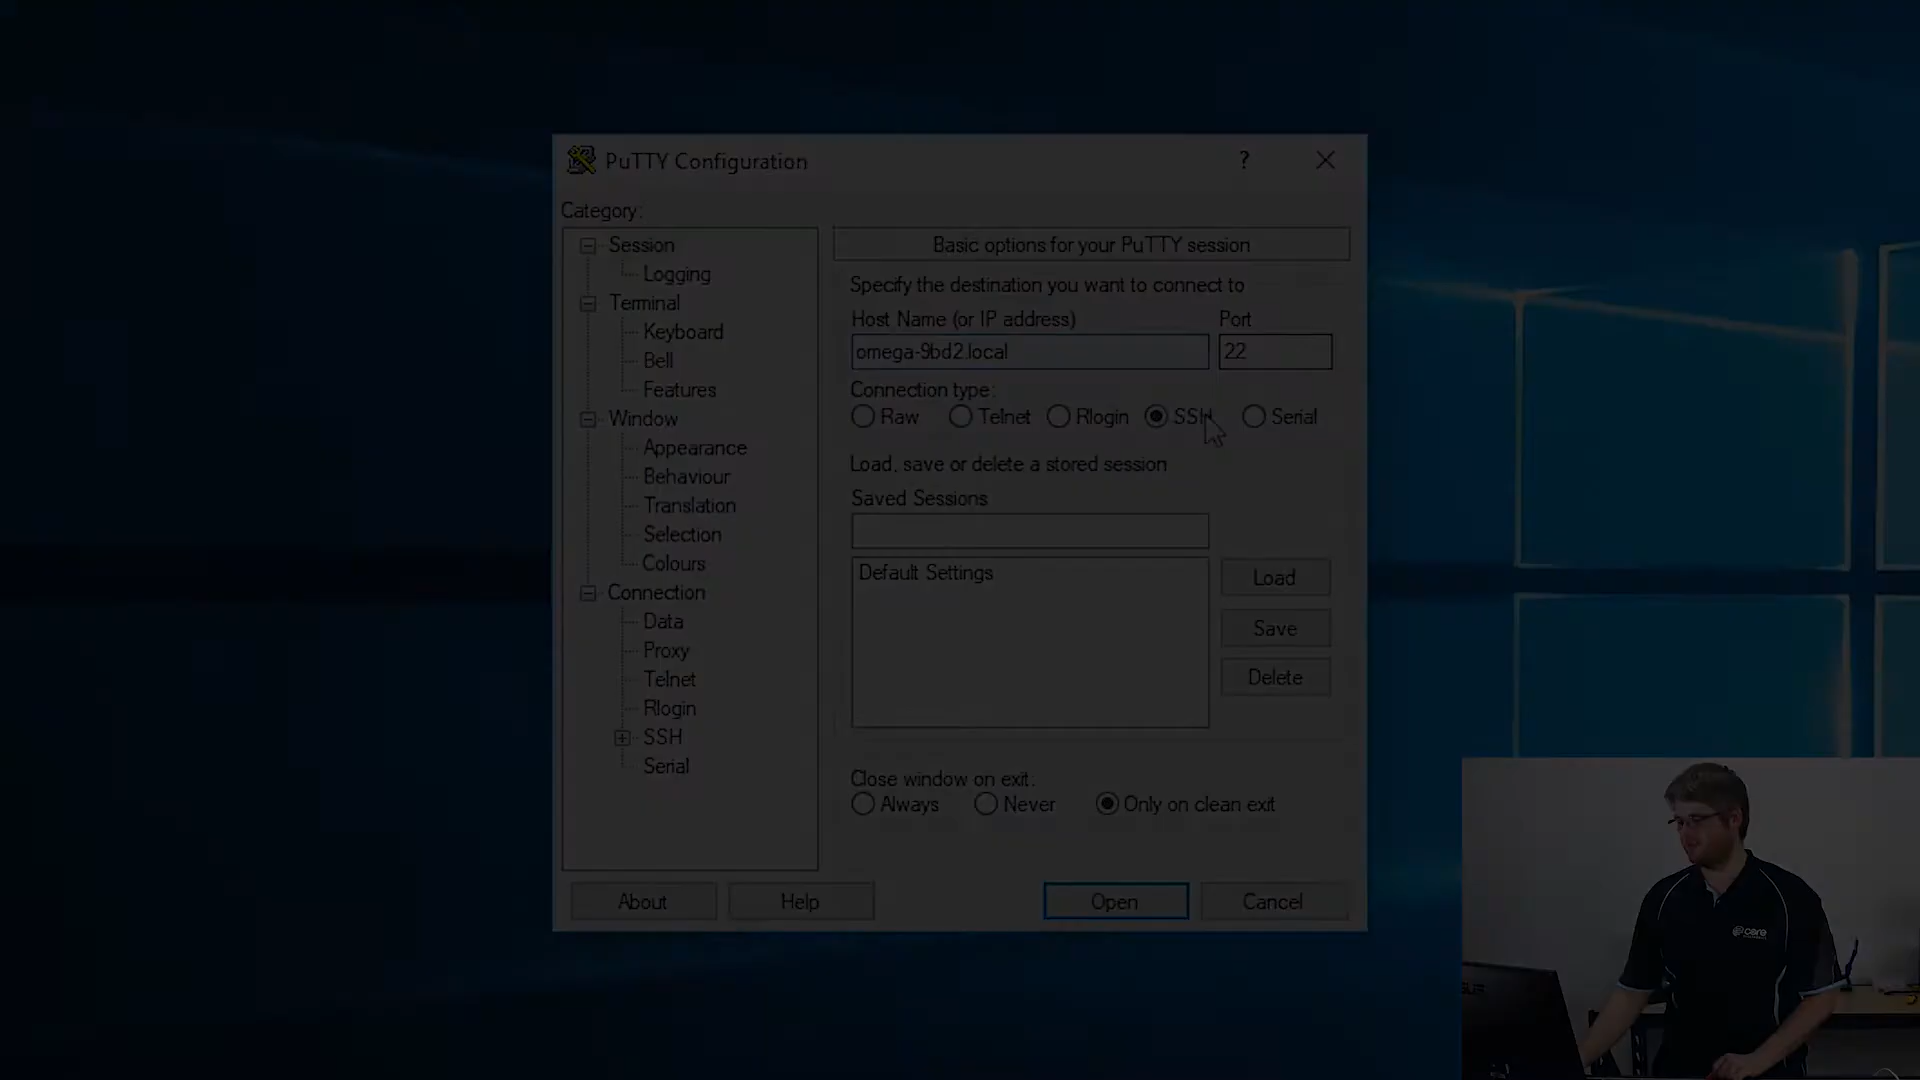 PuTTY Configuration
?
Category:
Session
Logging
Terminal
Keyboard
Bell
Features
Window
Appearance
Behaviour
Translation
Selection
Colours
Connection
Data
Proxy
Telnet
Rlogin
SSH
Serial
Basic options for your PuTTY session
Specify the destination you want to connect to
Host Name (or IP address) Port
omega-9bd2.local 22
Connection type:
Raw Telnet Rlogin SSH Serial
Load, save or delete a stored session
Saved Sessions
Default Settings
Load
Save
Delete
Close window on exit:
Always Never Only on clean exit
About Help Open Cancel
core